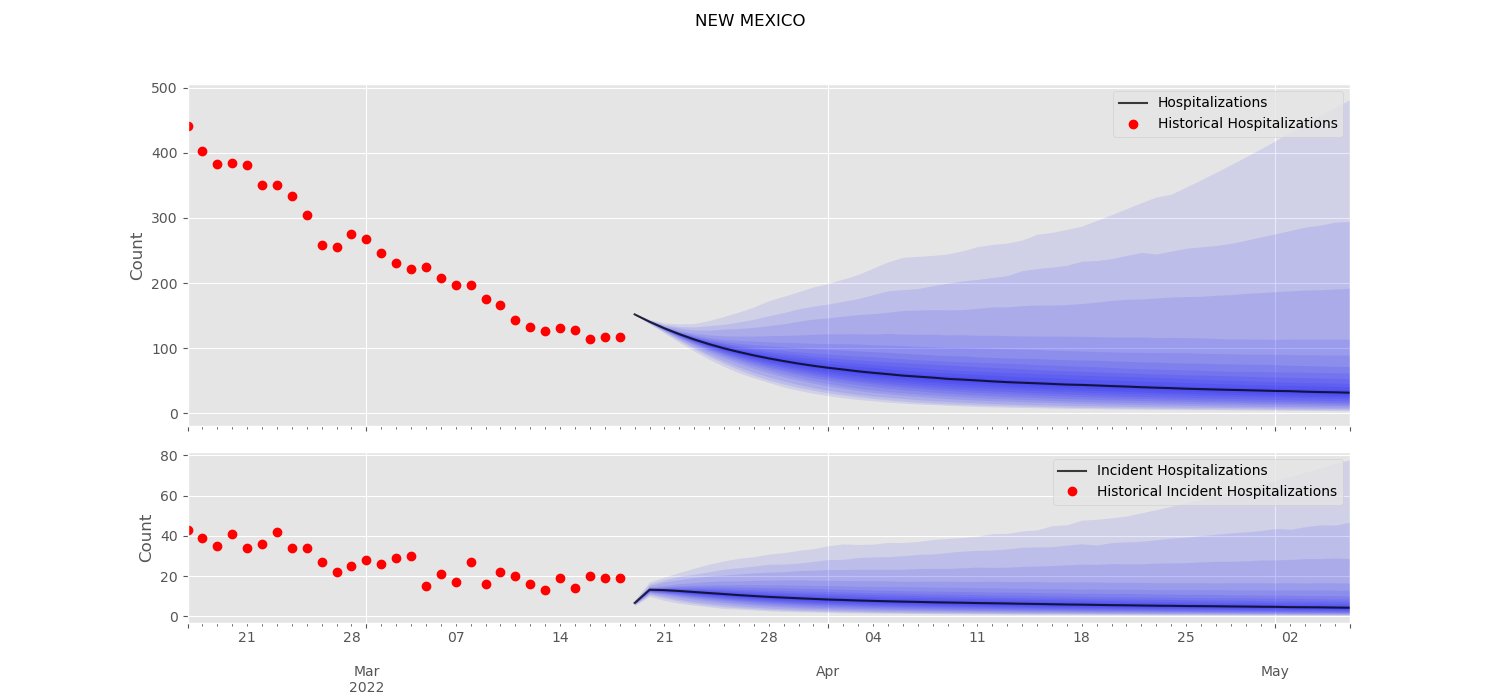 NEW MEXICO
500
400
300
200
100
0
Count
Hospitalizations
Historical Hospitalizations
80
60
40
20
0
Count
Incident Hospitalizations
Historical Incident Hospitalizations
21 28 07 14 21 28 04 11 18 25 02
Mar Apr May
2022